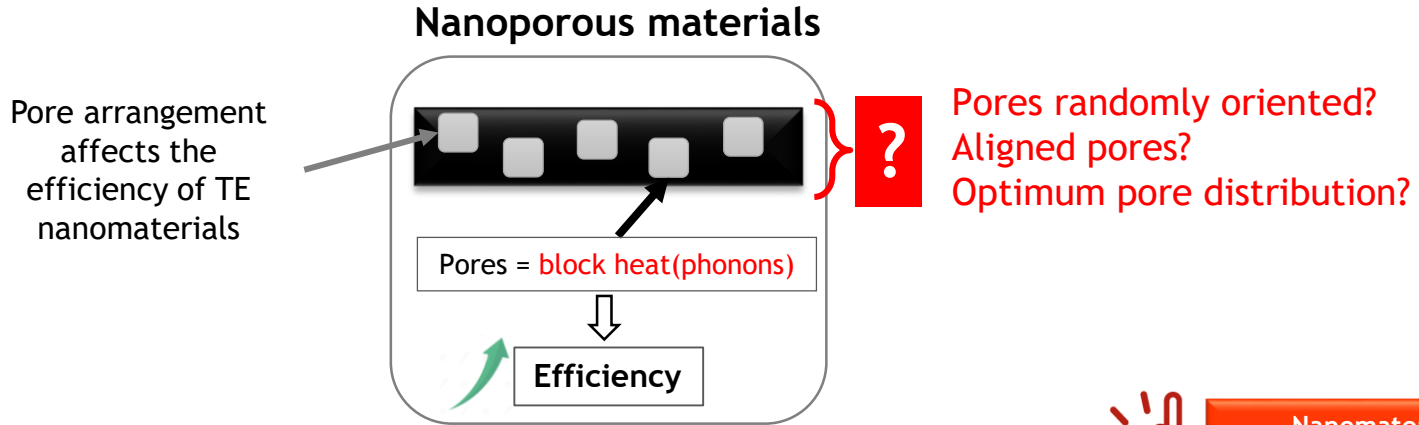 Nanoporous materials
Pore arrangement
affects the
efficiency of TE
nanomaterials
?
Pores randomly oriented?
Aligned pores?
Optimum pore distribution?
Pores = block heat(phonons)
Efficiency